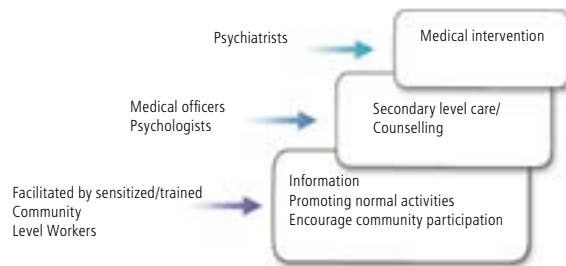 Psychiatrists
Medical intervention
Medical officers
Psychologists
Secondary level care/
Counselling
Facilitated by sensitized/trained
Community
Level Workers
Information
Promoting normal activities
Encourage community participation